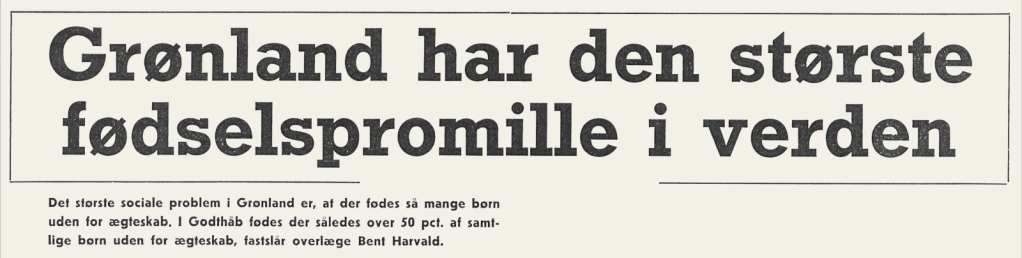 Grønland har den største
fødselspromille i verden
Det største sociale problem i Grønland er, at der fødes så mange børn
uden for ægteskab. I Godthåb fødes der således over 50 pct. af samt-
lige børn uden for ægteskab, fastslår overlæge Bent Harvald.